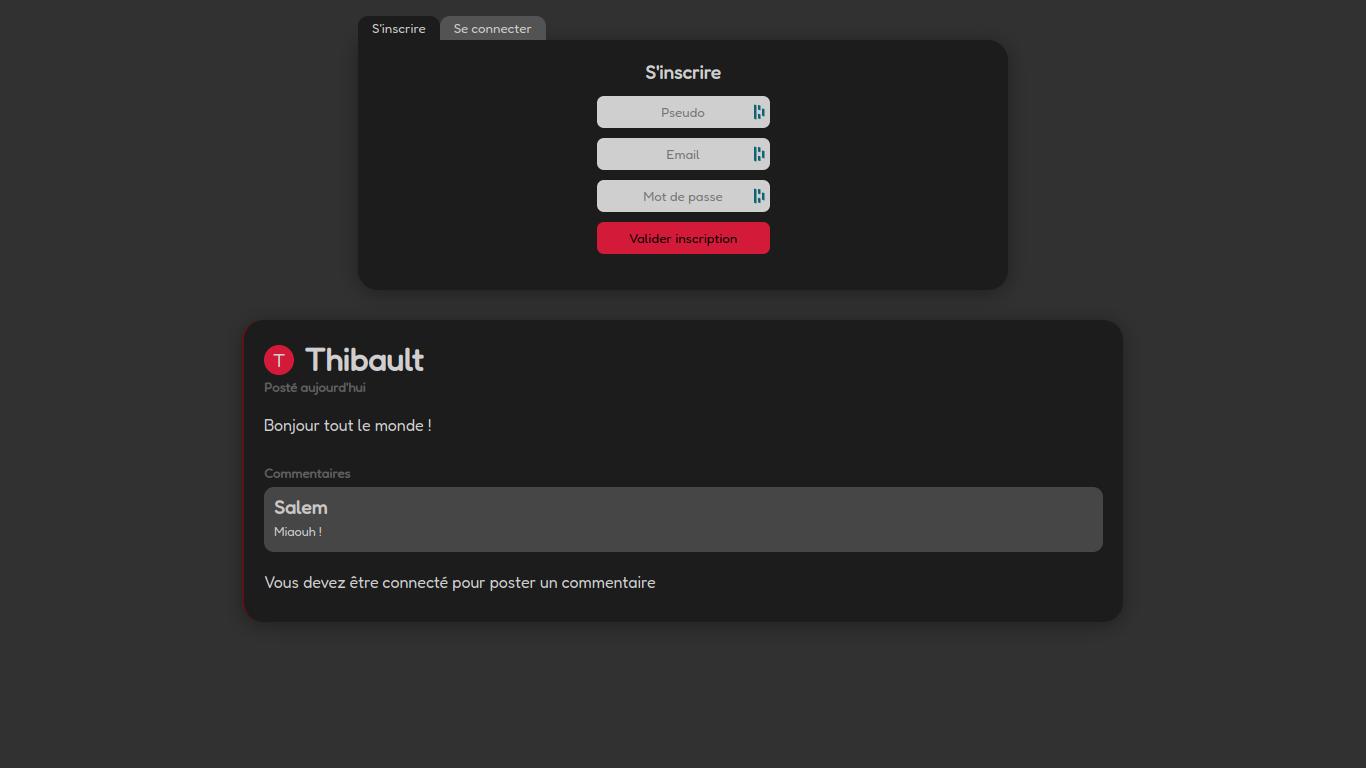 S'inscrire Se connecter
S'inscrire
Pseudo
Email
Mot de passe
Valider inscription
T Thibault
Posté aujourd'hui
Bonjour tout le monde !
Commentaires
Salem
Miaouh !
Vous devez être connecté pour poster un commentaire